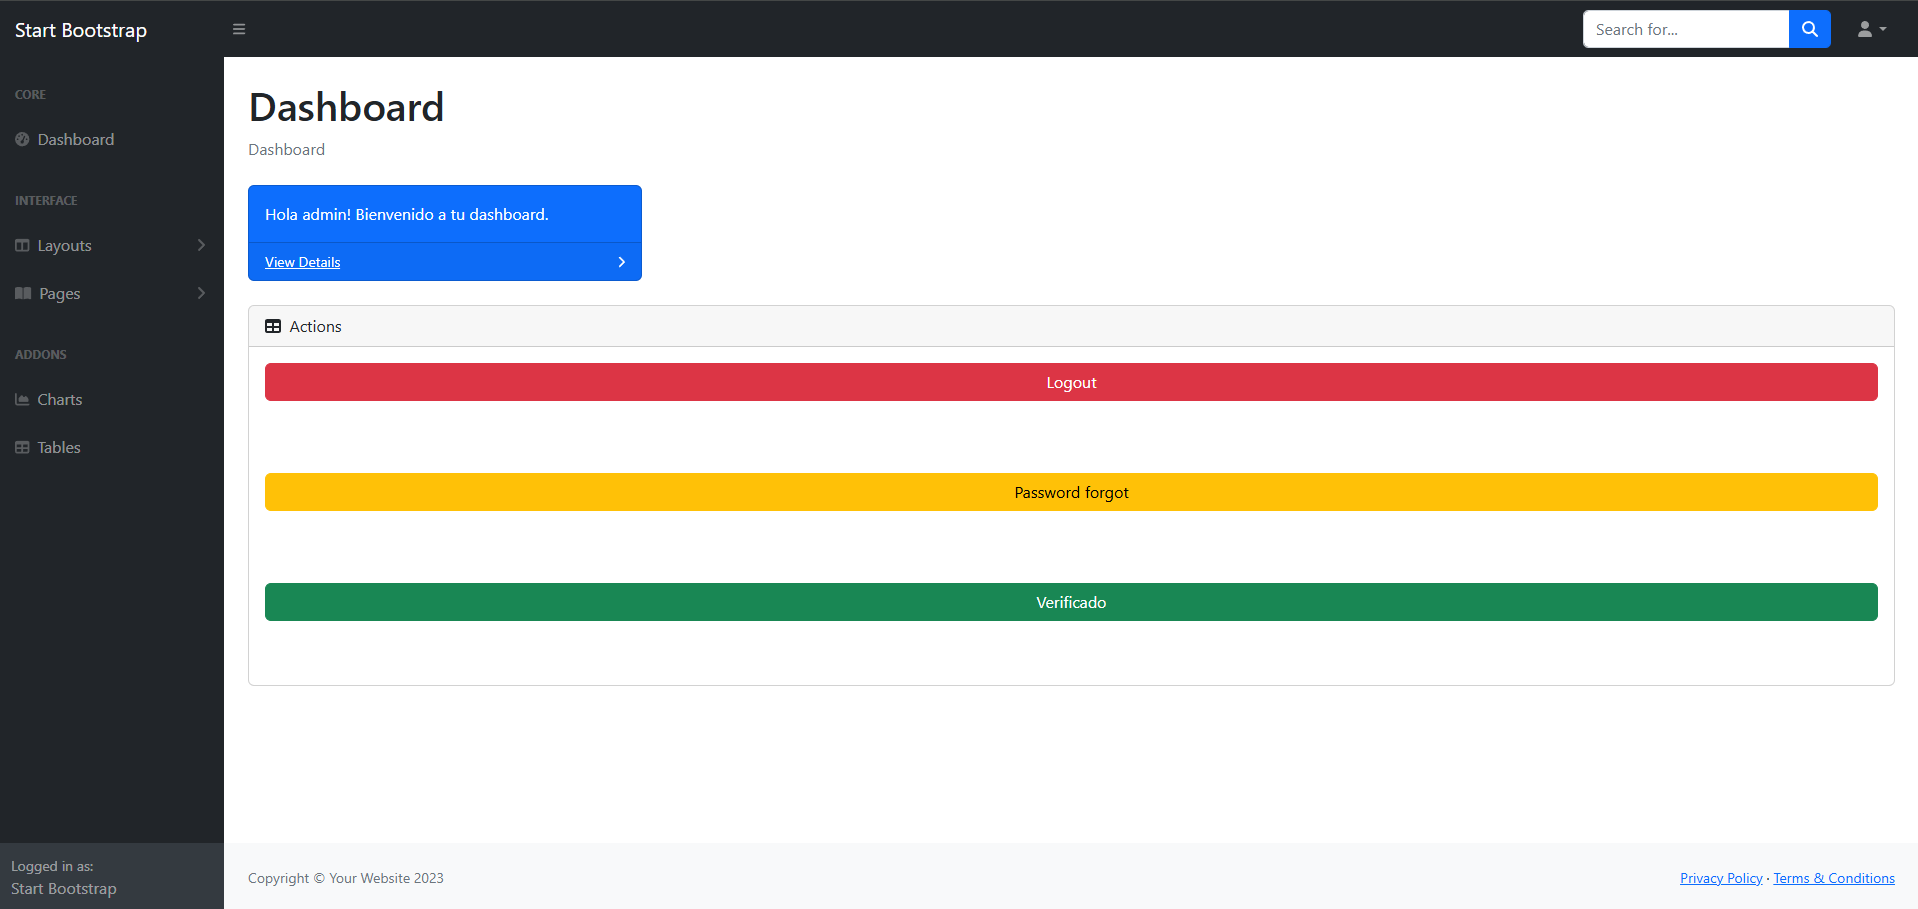 Start Bootstrap
Search for...
CORE
Dashboard
INTERFACE
Layouts
Pages
ADDONS
Charts
Tables
Logged in as:
Start Bootstrap
Dashboard
Dashboard
Hola admin! Bienvenido a tu dashboard.
View Details
Actions
Logout
Password forgot
Verificado
Copyright © Your Website 2023
Privacy Policy · Terms & Conditions